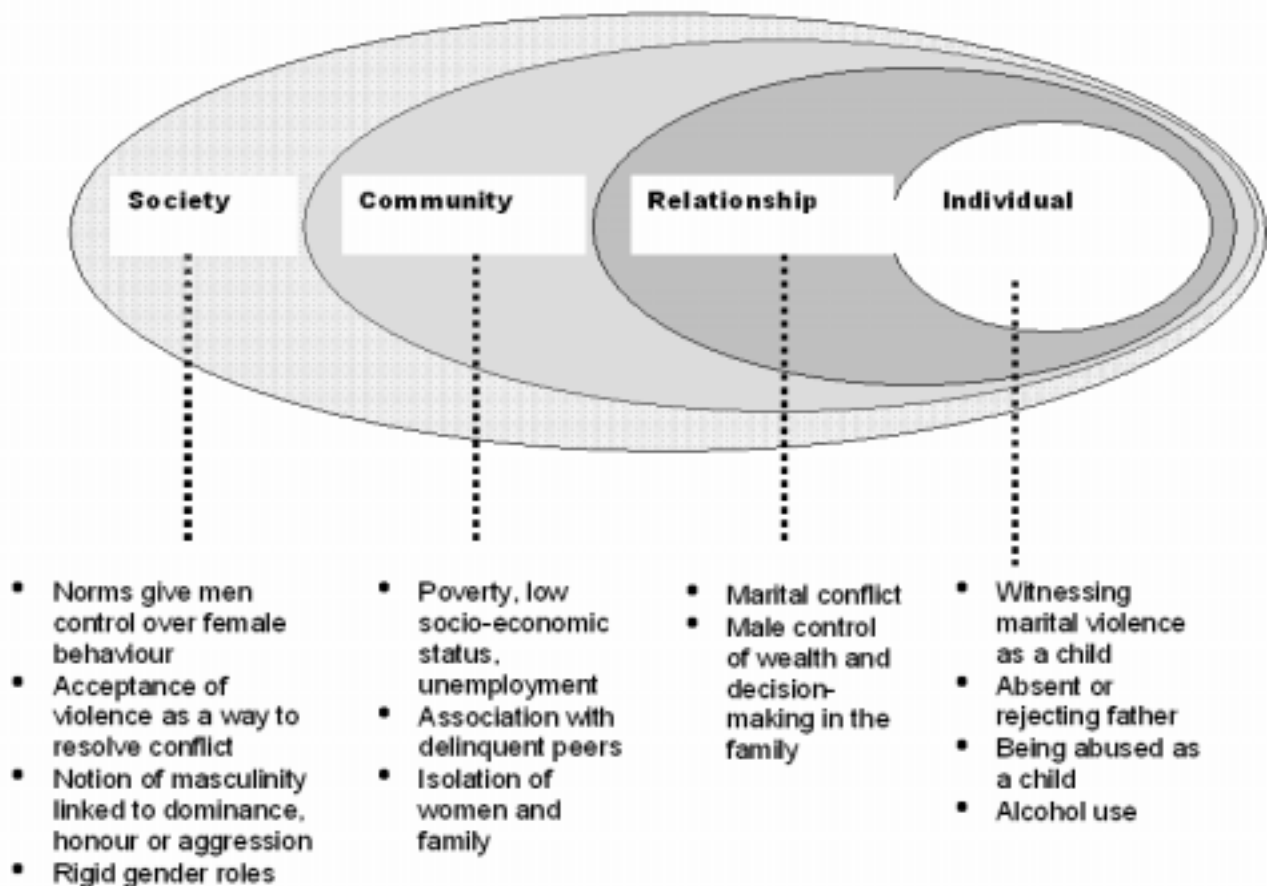 Society
Community
Relationship
Individual
• Norms give men
control over female
behaviour
• Acceptance of
violence as a way to
resolve conflict
• Notion of masculinity
linked to dominance,
honour or aggression
• Rigid gender roles
• Poverty, low
socio-economic
status,
unemployment
• Association with
delinquent peers
• Isolation of
women and
family
• Marital conflict
• Male control
of wealth and
decision-
making in the
family
• Witnessing
marital violence
as a child
• Absent or
rejecting father
• Being abused as
a child
• Alcohol use